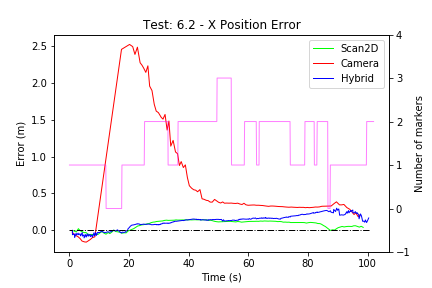 Test: 6.2 - X Position Error
Scan2D
Camera
Hybrid
Error (m)
2.5
2.0
1.5
1.0
0.5
0.0
Number of markers
4
3
2
1
0
−1
0 20 40 60 80 100
Time (s)